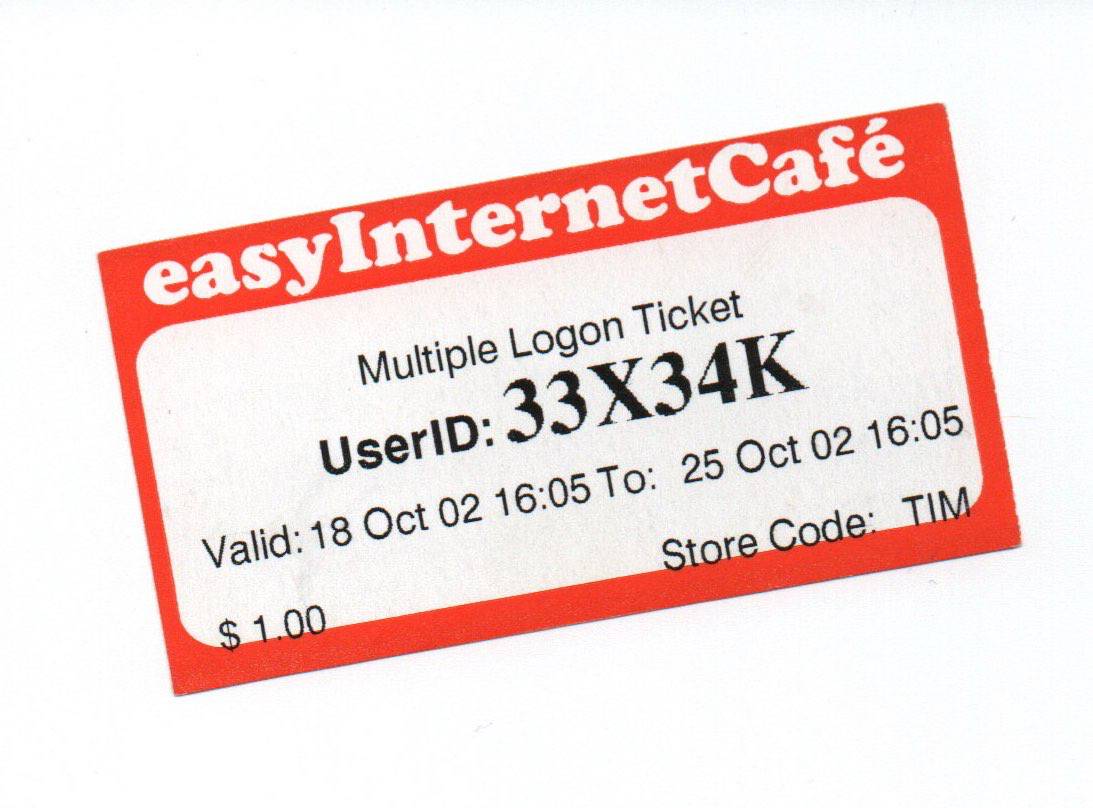 easyInternetCafé
Multiple Logon Ticket
UserID: 33X34K
Valid: 18 Oct 02 16:05 To: 25 Oct 02 16:05
Store Code: TIM
$ 1.00